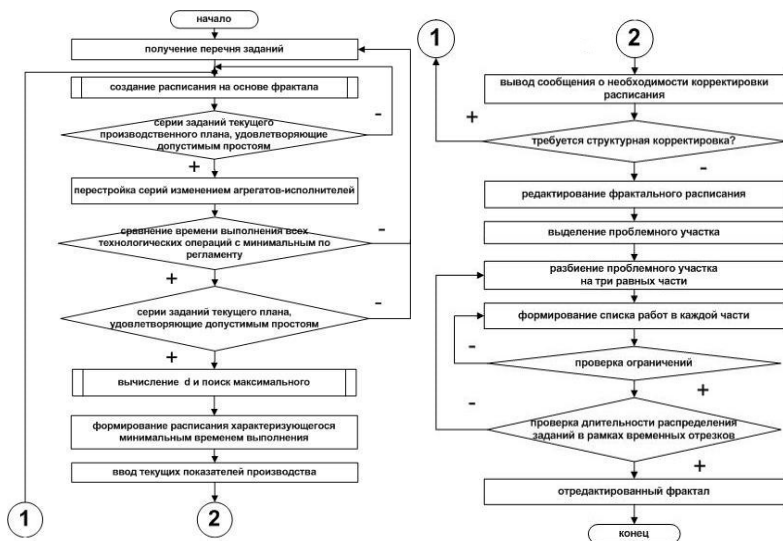 начало
получение перечня заданий
создание расписания на основе фрактала
-
серии заданий текущего
производственного плана, удовлетворяющие
допустимым простоям
+
перестройка серий изменением агрегатов-исполнителей
-
сравнение времени выполнения всех
технологических операций с минимальным по
регламенту
+
-
серии заданий текущего плана,
удовлетворяющие допустимым простоям
+
вычисление d и поиск максимального
формирование расписания характеризующегося
минимальным временем выполнения
ввод текущих показателей производства
1
2
1
2
вывод сообщения о необходимости корректировки
расписания
+
требуется структурная корректировка?
-
редактирование фрактального расписания
выделение проблемного участка
разбиение проблемного участка
на три равных части
формирование списка работ в каждой части
-
проверка ограничений
+
-
проверка длительности распределения
заданий в рамках временных отрезков
+
отредактированный фрактал
конец